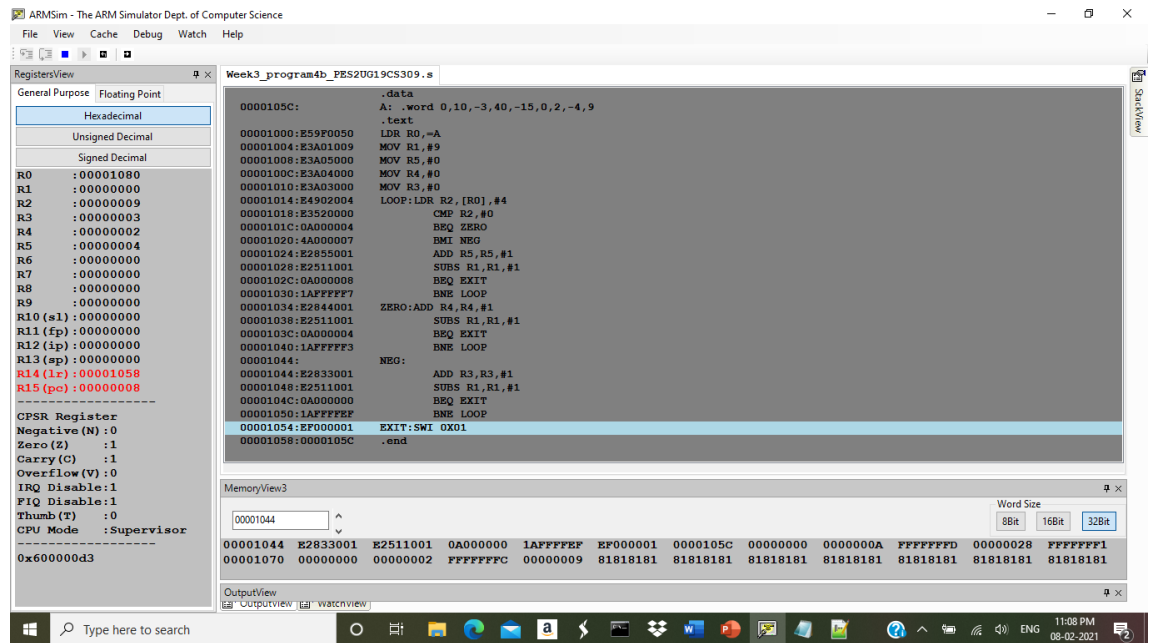 ARMSim - The ARM Simulator Dept. of Computer Science
File View Cache Debug Watch Help
RegistersView
General Purpose Floating Point
Hexadecimal
Unsigned Decimal
Signed Decimal
R0 :00001080
R1 :00000000
R2 :00000009
R3 :00000003
R4 :00000002
R5 :00000004
R6 :00000000
R7 :00000000
R8 :00000000
R9 :00000000
R10(sl):00000000
R11(fp):00000000
R12(ip):00000000
R13(sp):00000000
R14(lr):00001058
R15(pc):00000008
------------------
CPSR Register
Negative(N):0
Zero(Z) :1
Carry(C) :1
Overflow(V):0
IRQ Disable:1
FIQ Disable:1
Thumb(T) :0
CPU Mode :Supervisor
------------------
0x600000d3
Week3_program4b_PES2UG19CS309.s
.data
0000105C: A: .word 0,10,-3,40,-15,0,2,-4,9
.text
00001000:E59F0050 LDR R0,=A
00001004:E3A01009 MOV R1,#9
00001008:E3A05000 MOV R5,#0
0000100C:E3A04000 MOV R4,#0
00001010:E3A03000 MOV R3,#0
00001014:E4902004 LOOP:LDR R2,[R0],#4
00001018:E3520000 CMP R2,#0
0000101C:0A000004 BEQ ZERO
00001020:4A000007 BMI NEG
00001024:E2855001 ADD R5,R5,#1
00001028:E2511001 SUBS R1,R1,#1
0000102C:0A000008 BEQ EXIT
00001030:1AFFFFF7 BNE LOOP
00001034:E2844001 ZERO:ADD R4,R4,#1
00001038:E2511001 SUBS R1,R1,#1
0000103C:0A000004 BEQ EXIT
00001040:1AFFFFF3 BNE LOOP
00001044: NEG:
00001044:E2833001 ADD R3,R3,#1
00001048:E2511001 SUBS R1,R1,#1
0000104C:0A000000 BEQ EXIT
00001050:1AFFFFEF BNE LOOP
00001054:EF000001 EXIT:SWI 0X01
00001058:0000105C .end
StackView
MemoryView3
Word Size
00001044
8Bit 16Bit 32Bit
00001044 E2833001 E2511001 0A000000 1AFFFFEF EF000001 0000105C 00000000 0000000A FFFFFFFD 00000028 FFFFFFF1
00001070 00000000 00000002 FFFFFFFC 00000009 81818181 81818181 81818181 81818181 81818181 81818181 81818181
OutputView
OutputView WatchView
Type here to search
a
ENG
11:08 PM
08-02-2021
2